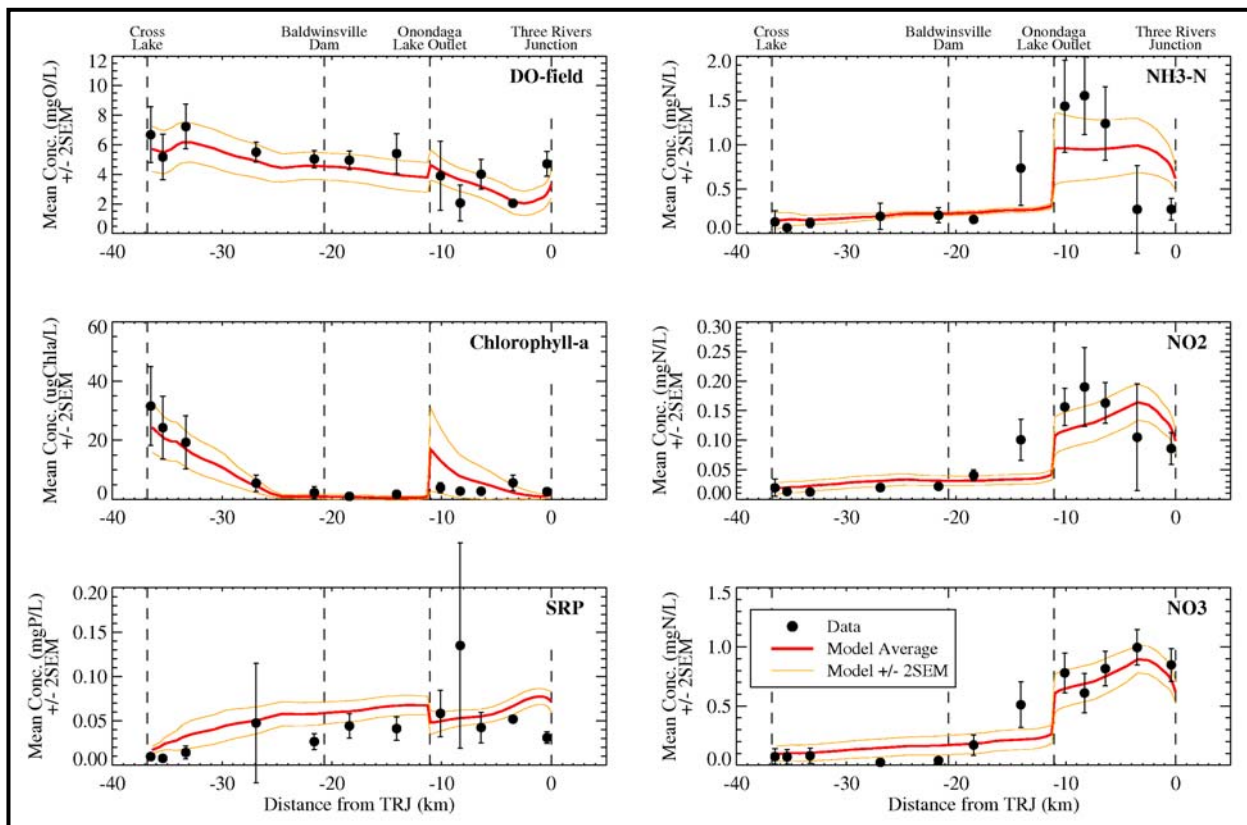 Cross
Lake
Baldwinsville
Dam
Onondaga
Lake Outlet
Three Rivers
Junction
DO-field
Mean Conc. (mgO/L)
+/- 2SEM
12
10
8
6
4
2
0
-40
-30
-20
-10
0
Cross
Lake
Baldwinsville
Dam
Onondaga
Lake Outlet
Three Rivers
Junction
NH3-N
Mean Conc. (mgN/L)
+/- 2SEM
2.0
1.5
1.0
0.5
0.0
-40
-30
-20
-10
0
Chlorophyll-a
Mean Conc. (ugChla/L)
+/- 2SEM
60
40
20
0
-40
-30
-20
-10
0
NO2
Mean Conc. (mgN/L)
+/- 2SEM
0.30
0.25
0.20
0.15
0.10
0.05
0.00
-40
-30
-20
-10
0
SRP
Mean Conc. (mgP/L)
+/- 2SEM
0.20
0.15
0.10
0.05
0.00
-40
-30
-20
-10
0
Distance from TRJ (km)
NO3
Data
Model Average
Model +/- 2SEM
Mean Conc. (mgN/L)
+/- 2SEM
1.5
1.0
0.5
0.0
-40
-30
-20
-10
0
Distance from TRJ (km)